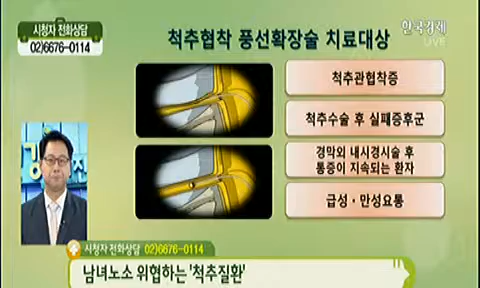 시청자 전화상담
02)6676-0114
척추협착 풍선확장술 치료대상
한국경제
LIVE
척추관협착증
척추수술 후 실패증후군
경막외 내시경시술 후
통증이 지속되는 환자
급성·만성요통
시청자 전화상담 02)6676-0114
남녀노소 위협하는 '척추질환'